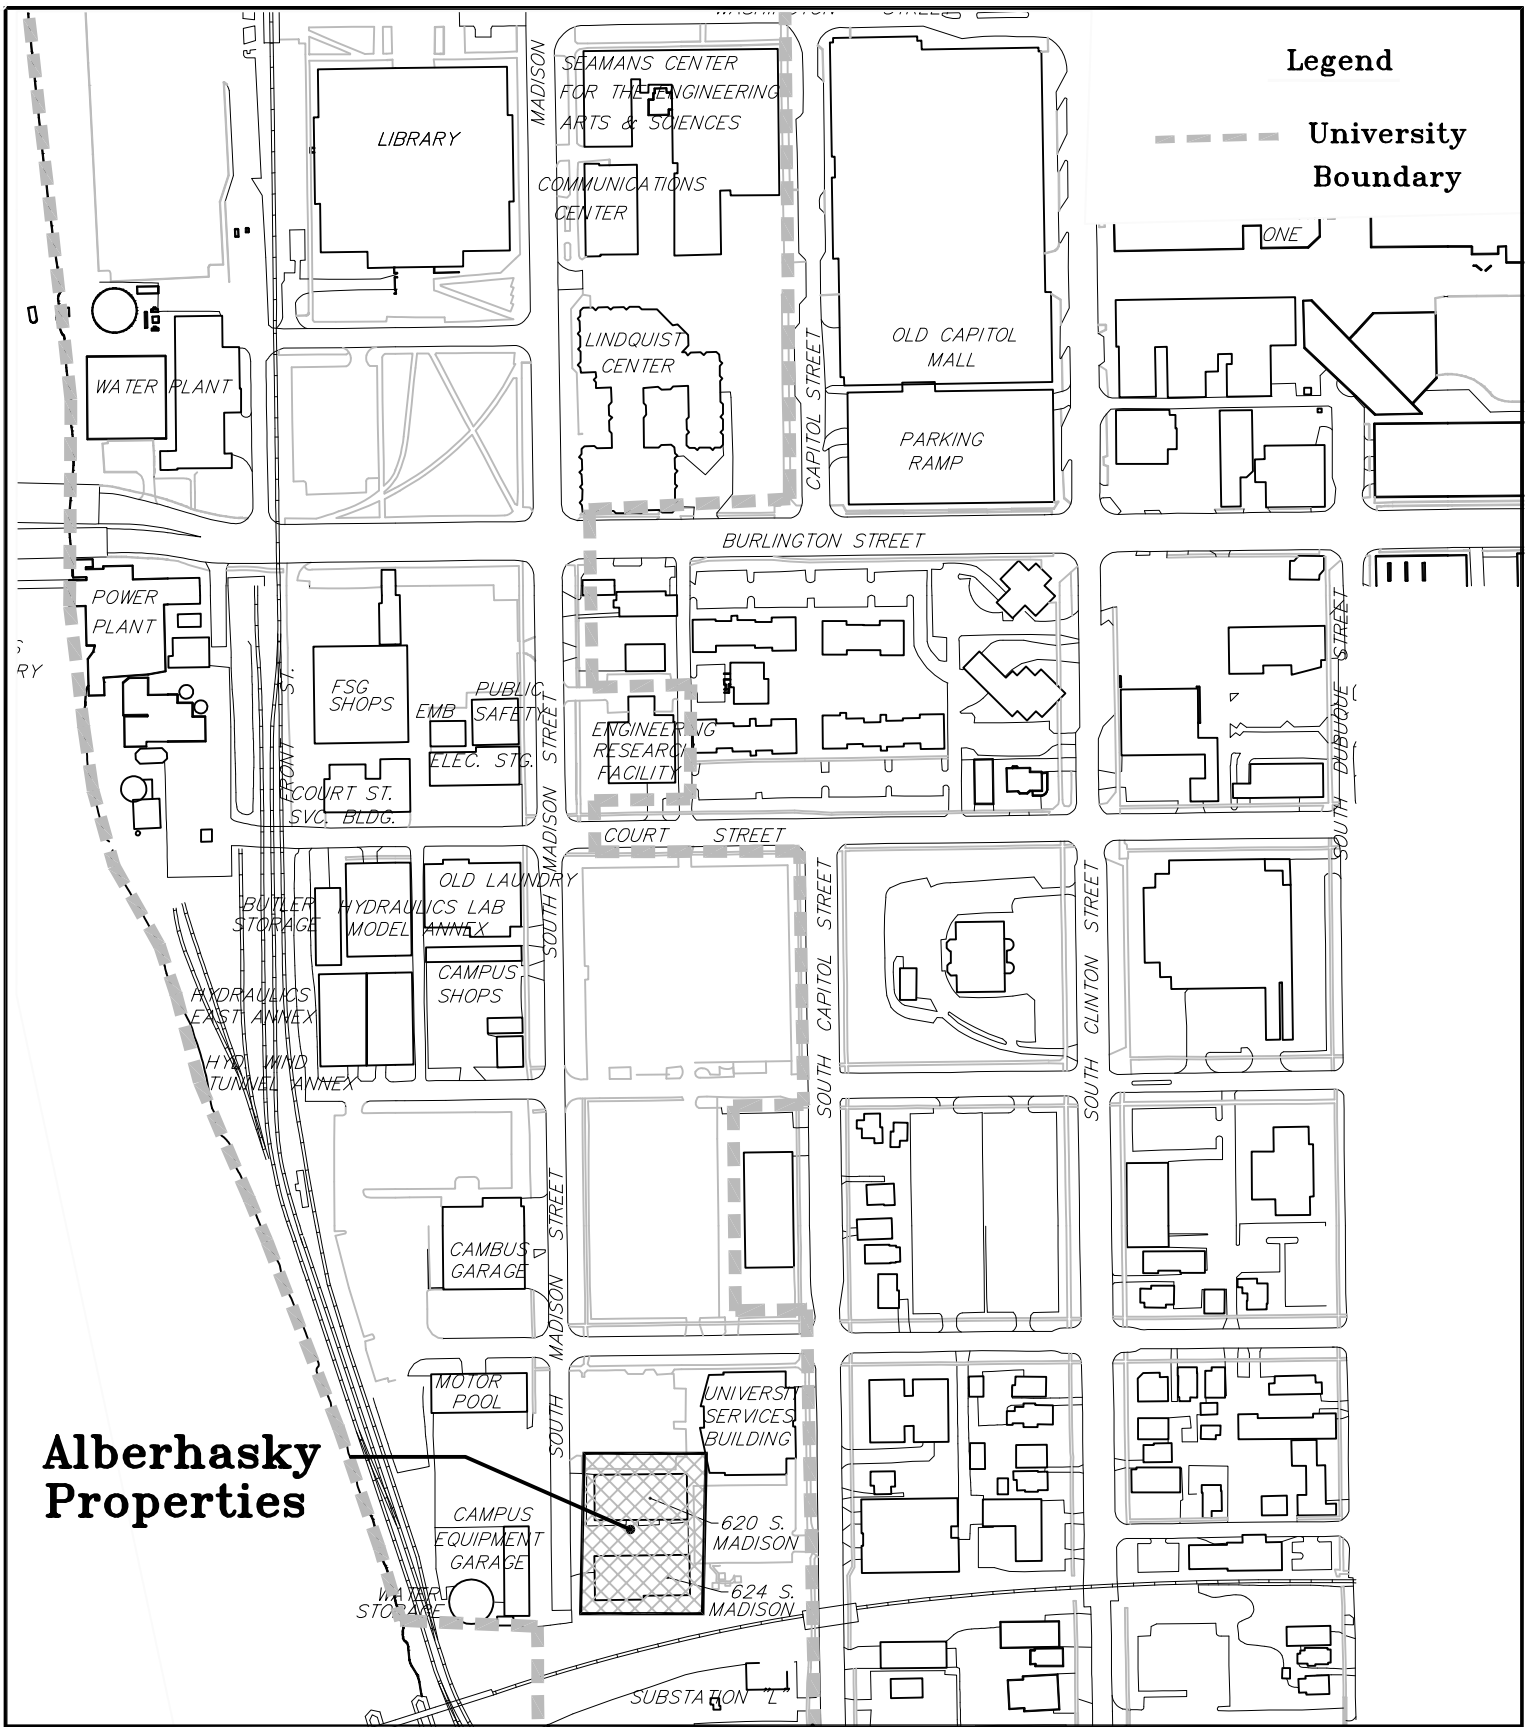 WASHINGTON STREET
Legend
University
Boundary
MADISON
SEAMANS CENTER
FOR THE ENGINEERING
ARTS & SCIENCES
LIBRARY
COMMUNICATIONS
CENTER
ONE
LINDQUIST
CENTER
OLD CAPITOL
MALL
CAPITOL STREET
WATER PLANT
PARKING
RAMP
BURLINGTON STREET
POWER
PLANT
RY
FRONT ST.
FSG
SHOPS
PUBLIC
SAFETY
EMB
ELEC. STG.
SOUTH MADISON STREET
ENGINEERING
RESEARCH
FACILITY
SOUTH DUBUQUE STREET
COURT ST.
SVC. BLDG.
COURT STREET
OLD LAUNDRY
BUTLER
STORAGE
HYDRAULICS LAB
MODEL ANNEX
SOUTH CAPITOL STREET
SOUTH CLINTON STREET
CAMPUS
SHOPS
HYDRAULICS
EAST ANNEX
HYD. WIND
TUNNEL ANNEX
SOUTH MADISON STREET
CAMBUS
GARAGE
MOTOR
POOL
UNIVERSITY
SERVICES
BUILDING
Alberhasky
Properties
CAMPUS
EQUIPMENT
GARAGE
620 S.
MADISON
624 S.
MADISON
WATER
STORAGE
SUBSTATION "L"